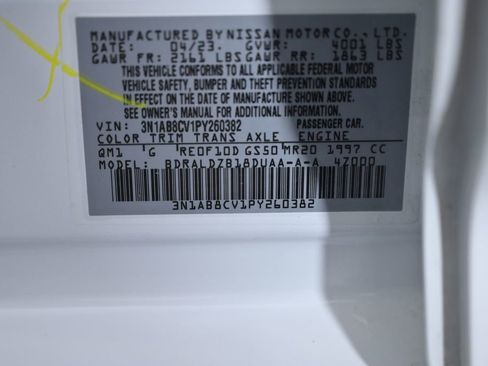 MANUFACTURED BY NISSAN MOTOR CO., LTD.
DATE: 04/23. GVWR: 4001 LBS
GAWR FR: 2161 LBS GAWR RR: 1863 LBS
THIS VEHICLE CONFORMS TO ALL APPLICABLE FEDERAL MOTOR
VEHICLE SAFETY, BUMPER AND THEFT PREVENTION STANDARDS
IN EFFECT ON THE DATE OF MANUFACTURE SHOWN ABOVE.
SEE OWNER'S MANUAL FOR ADDITIONAL INFORMATION.
VIN: 3N1AB8CV1PY260382 PASSENGER CAR.
COLOR TRIM TRANS AXLE ENGINE
QM1 G RE0F10D GS50 MR20 1997 CC
MODEL: BDRALDZB18DUAA-A-A 4Z000
3N1AB8CV1PY260382